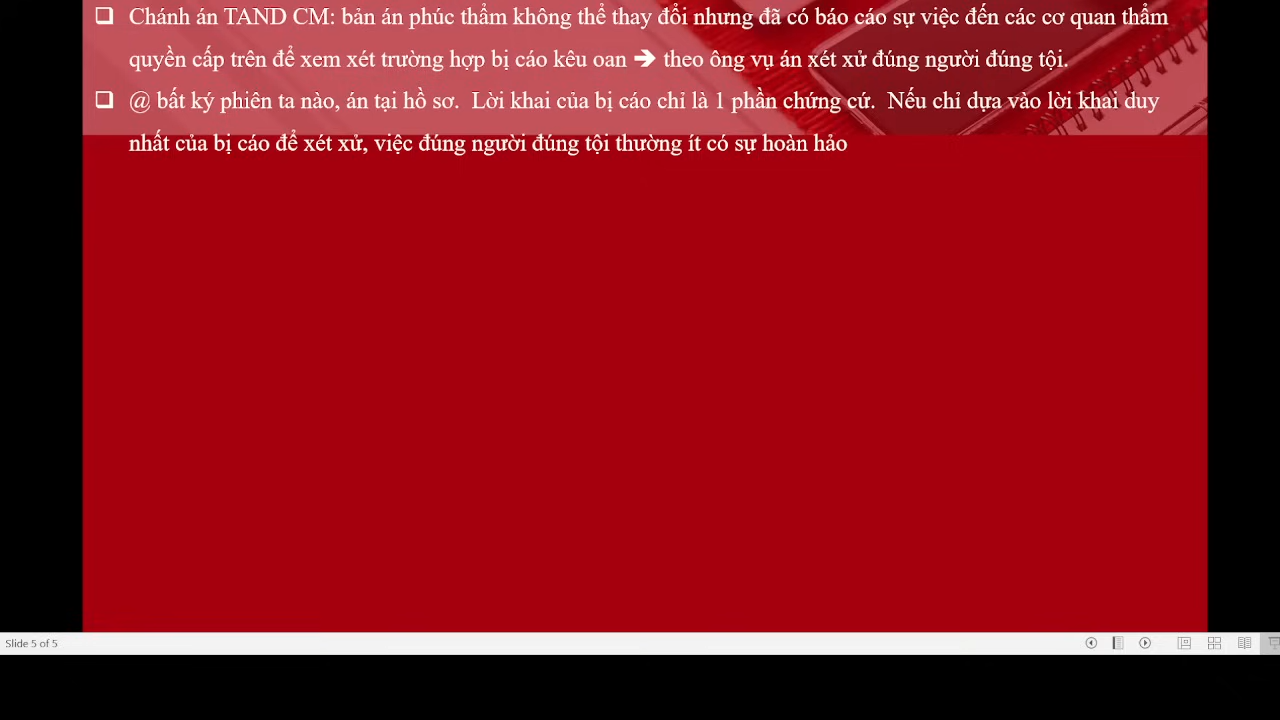 ❑ Chánh án TAND CM: bản án phúc thẩm không thể thay đổi nhưng đã có báo cáo sự việc đến các cơ quan thẩm
quyền cấp trên để xem xét trường hợp bị cáo kêu oan ➔ theo ông vụ án xét xử đúng người đúng tội.
❑ @ bất ký phiên ta nào, án tại hồ sơ. Lời khai của bị cáo chỉ là 1 phần chứng cứ. Nếu chỉ dựa vào lời khai duy
nhất của bị cáo để xét xử, việc đúng người đúng tội thường ít có sự hoàn hảo
Slide 5 of 5